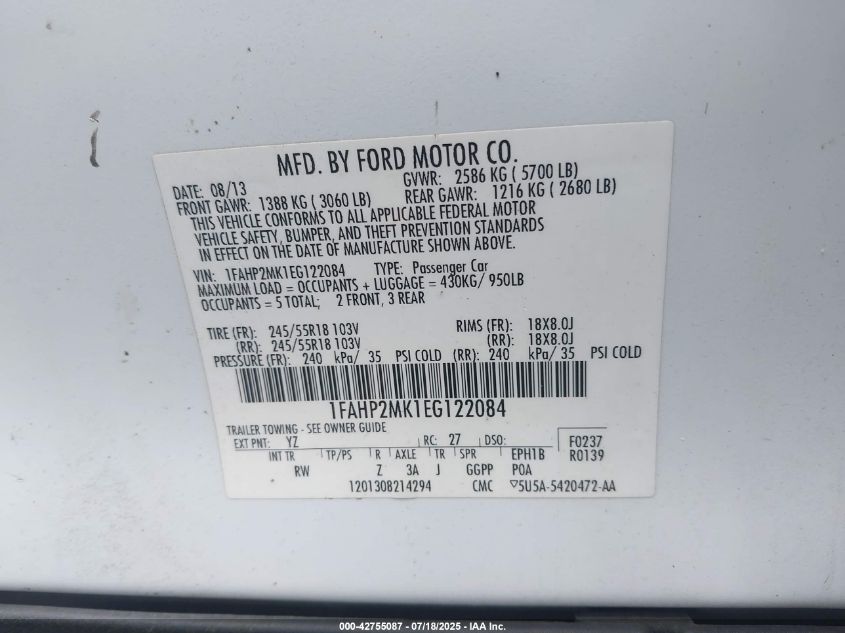 MFD. BY FORD MOTOR CO.
DATE: 08/13 GVWR: 2586 KG ( 5700 LB)
FRONT GAWR: 1388 KG ( 3060 LB) REAR GAWR: 1216 KG ( 2680 LB)
THIS VEHICLE CONFORMS TO ALL APPLICABLE FEDERAL MOTOR
VEHICLE SAFETY, BUMPER, AND THEFT PREVENTION STANDARDS
IN EFFECT ON THE DATE OF MANUFACTURE SHOWN ABOVE.
VIN: 1FAHP2MK1EG122084 TYPE: Passenger Car
MAXIMUM LOAD = OCCUPANTS + LUGGAGE = 430KG/ 950LB
OCCUPANTS = 5 TOTAL; 2 FRONT, 3 REAR
TIRE (FR): 245/55R18 103V RIMS (FR): 18X8.0J
(RR): 245/55R18 103V (RR): 18X8.0J
PRESSURE (FR): 240 kPa/ 35 PSI COLD (RR): 240 kPa/ 35 PSI COLD
1FAHP2MK1EG122084
TRAILER TOWING - SEE OWNER GUIDE
EXT PNT: YZ RC: 27 DSO: F0237
INT TR TP/PS R AXLE TR SPR EPH1B R0139
RW Z 3A J GGPP POA
1201308214294 CMC ▽5U5A-5420472-AA
000-42755087 - 07/18/2025 - IAA Inc.